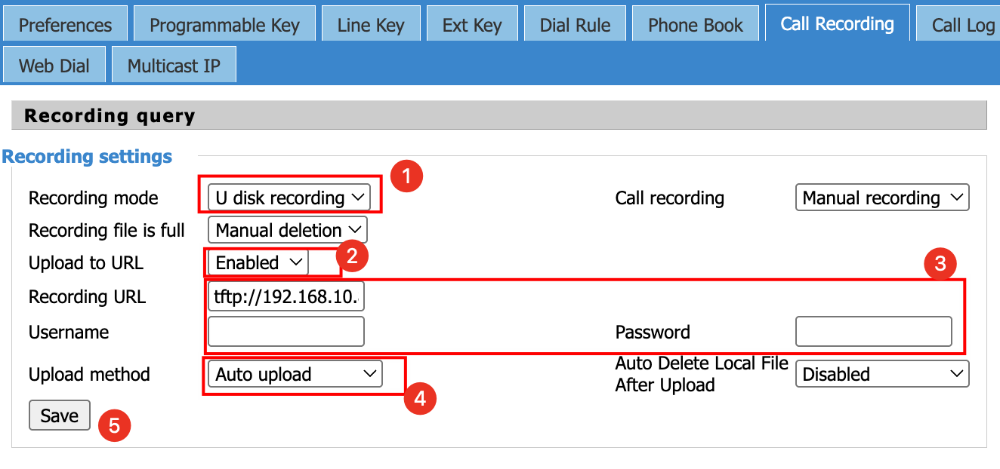 Preferences Programmable Key Line Key Ext Key Dial Rule Phone Book Call Recording Call Log
Web Dial Multicast IP
Recording query
Recording settings
1
Recording mode U disk recording Call recording Manual recording
Recording file is full Manual deletion
2
Upload to URL Enabled
3
Recording URL tftp://192.168.10.
Username Password
Upload method Auto upload Auto Delete Local File After Upload Disabled
4
Save
5